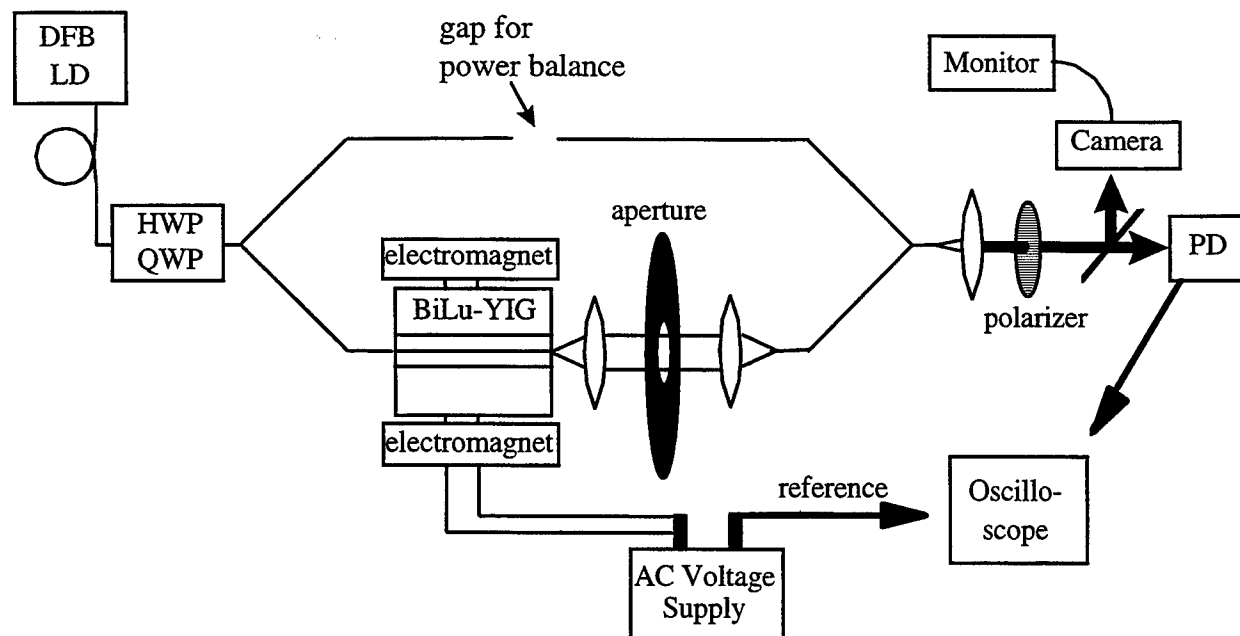 DFB
LD
gap for
power balance
Monitor
Camera
HWP
QWP
aperture
PD
electromagnet
BiLu-YIG
polarizer
electromagnet
reference
Oscillo-
scope
AC Voltage
Supply